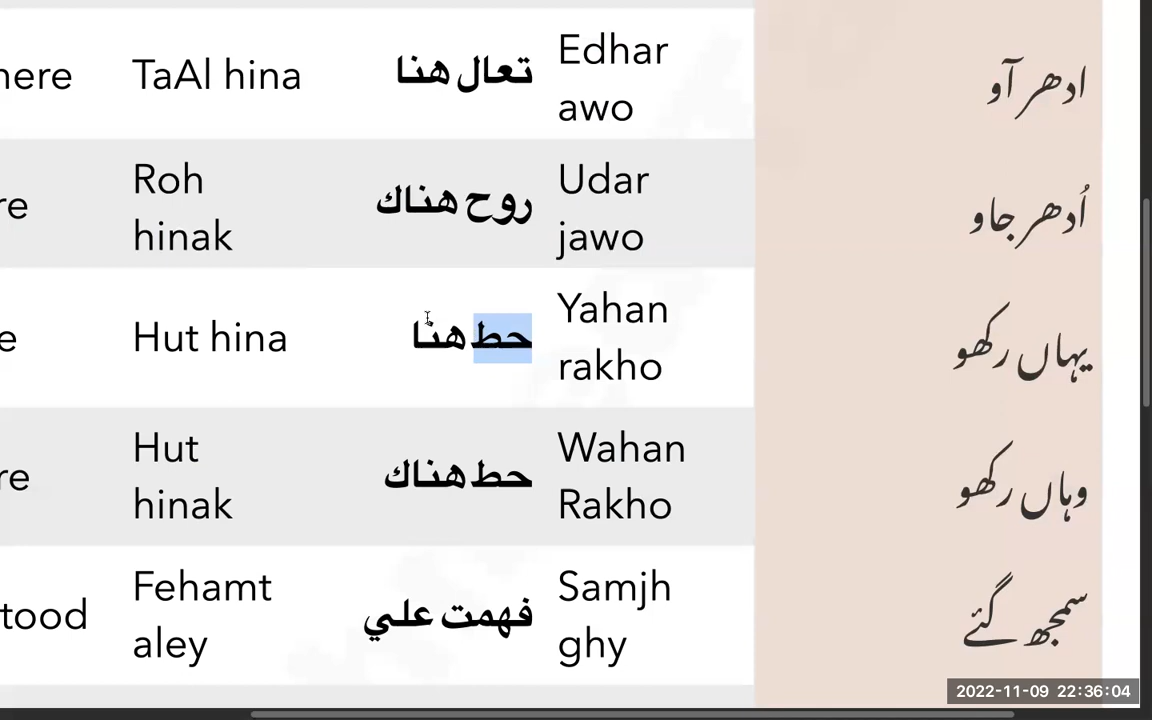 here TaAl hina تعال هنا Edhar awo ادھر آو
re Roh hinak روح هناك Udar jawo اُدھر جاو
e Hut hina حط هنا Yahan rakho یہاں رکھو
re Hut hinak حط هناك Wahan Rakho وہاں رکھو
tood Fehamt aley فهمت علي Samjh ghy سمجھ گئے
2022-11-09 22:36:04